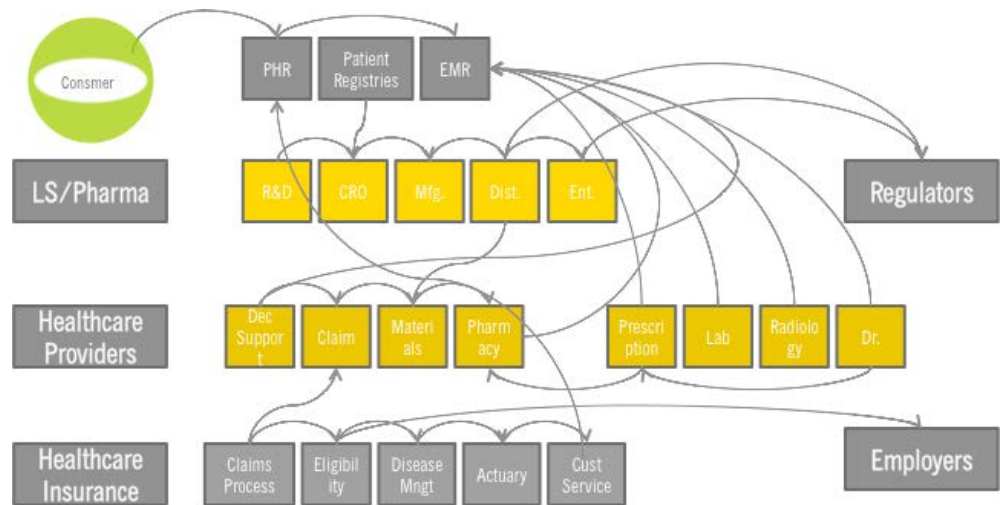 Consmer
PHR
Patient
Registries
EMR
LS/Pharma
R&D
CRO
Mfg.
Dist.
Ent.
Regulators
Healthcare
Providers
Dec
Suppor
t
Claim
Materi
als
Pharm
acy
Prescri
ption
Lab
Radiolo
gy
Dr.
Healthcare
Insurance
Claims
Process
Eligibil
ity
Disease
Mngt
Actuary
Cust
Service
Employers